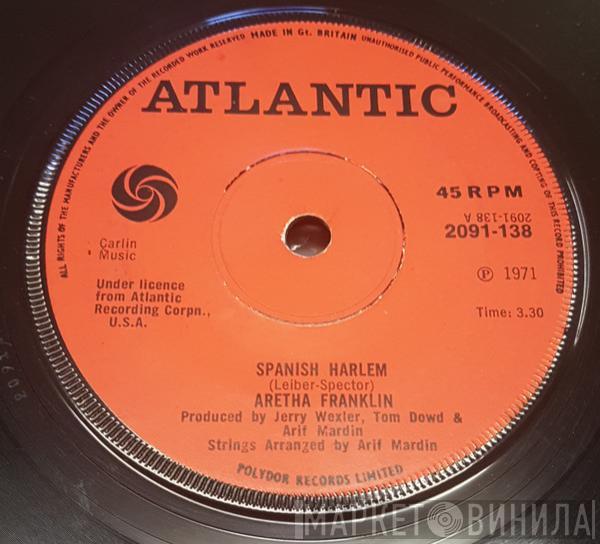 ALL RIGHTS OF THE MANUFACTURERS AND THE OWNER OF THE RECORDED WORK RESERVED MADE IN Gt. BRITAIN UNAUTHORISED PUBLIC PERFORMANCE BROADCASTING AND COPYING OF THIS RECORD PROHIBITED
ATLANTIC
45 RPM
2091-138 A
2091-138
Carlin
Music
℗ 1971
Under licence
from Atlantic
Recording Corpn.,
U.S.A.
Time: 3.30
SPANISH HARLEM
(Leiber-Spector)
ARETHA FRANKLIN
Produced by Jerry Wexler, Tom Dowd &
Arif Mardin
Strings Arranged by Arif Mardin
POLYDOR RECORDS LIMITED
МАРКЕТ ВИНИЛА